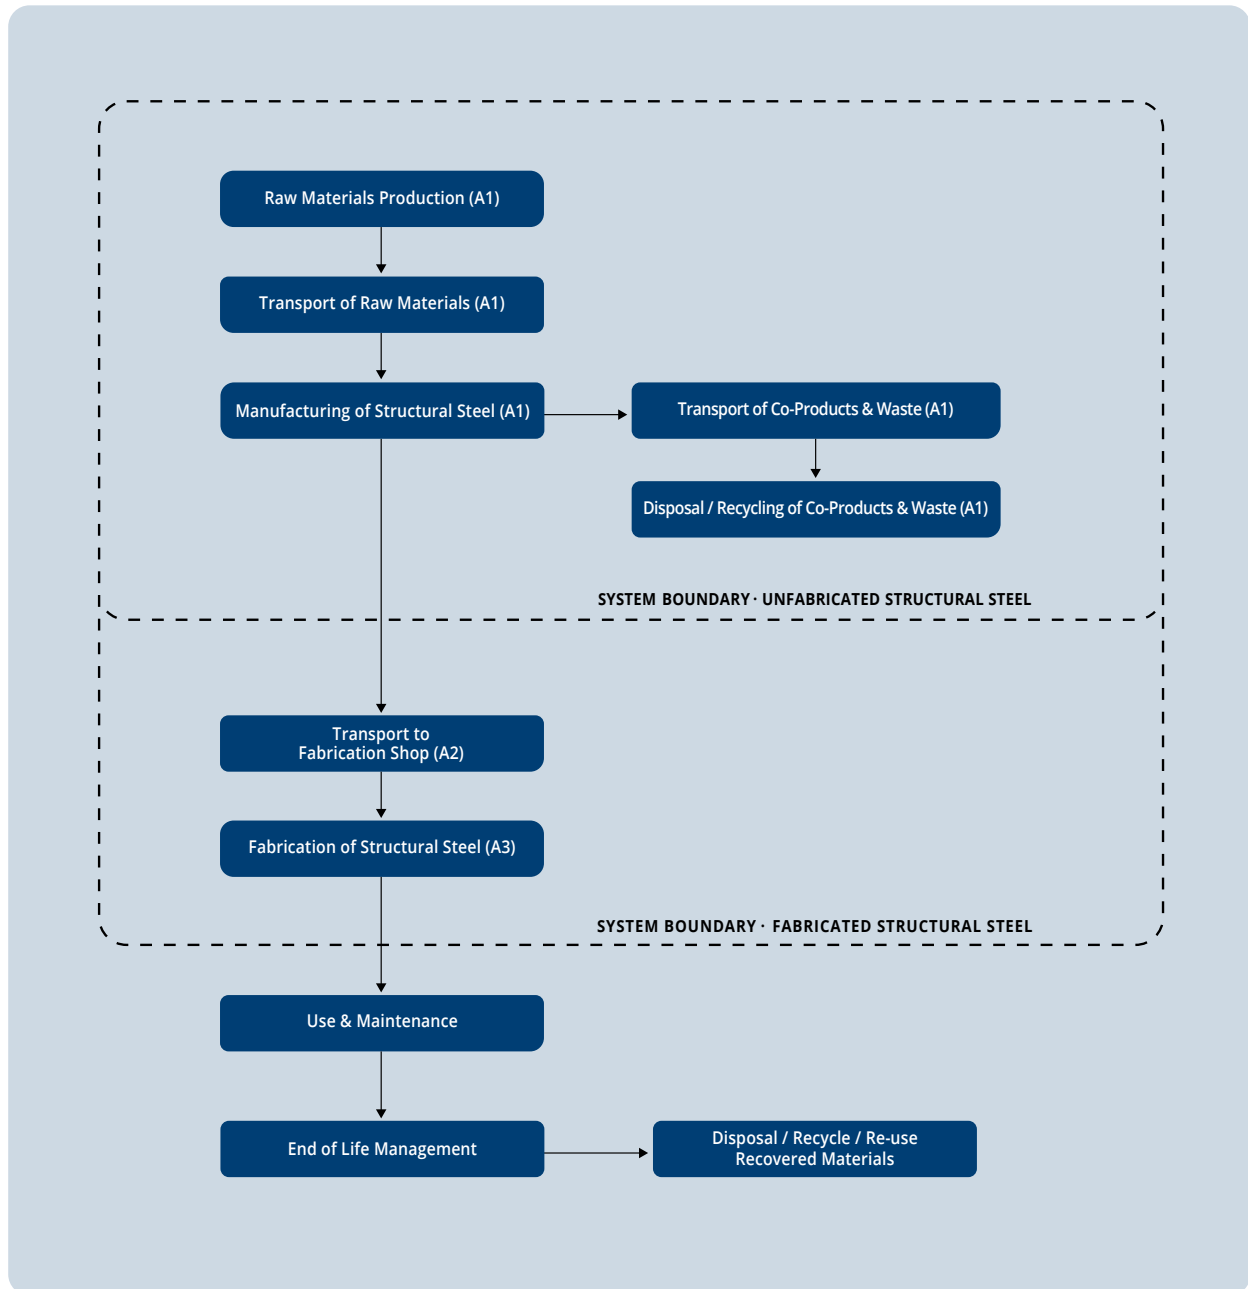 Raw Materials Production (A1)
Transport of Raw Materials (A1)
Manufacturing of Structural Steel (A1)
Transport of Co-Products & Waste (A1)
Disposal / Recycling of Co-Products & Waste (A1)
SYSTEM BOUNDARY · UNFABRICATED STRUCTURAL STEEL
Transport to
Fabrication Shop (A2)
Fabrication of Structural Steel (A3)
SYSTEM BOUNDARY · FABRICATED STRUCTURAL STEEL
Use & Maintenance
End of Life Management
Disposal / Recycle / Re-use
Recovered Materials